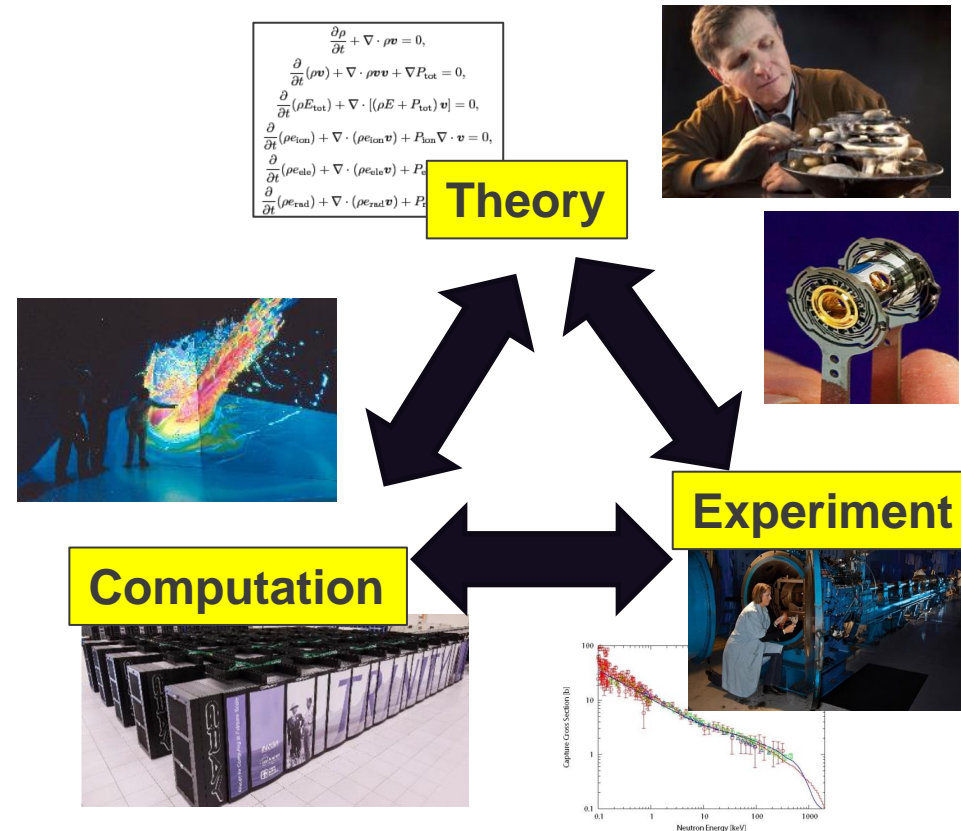 ∂ρ/∂t + ∇ · ρv = 0,
∂/∂t (ρv) + ∇ · ρvv + ∇P_tot = 0,
∂/∂t (ρE_tot) + ∇ · [(ρE + P_tot) v] = 0,
∂/∂t (ρe_ion) + ∇ · (ρe_ion v) + P_ion ∇ · v = 0,
∂/∂t (ρe_ele) + ∇ · (ρe_ele v) + P_e
∂/∂t (ρe_rad) + ∇ · (ρe_rad v) + P_r
Theory
Experiment
Computation
CRAY
TRINITY
100
10
1
0.1
Capture Cross Section [b]
0.1 1 10 100 1000
Neutron Energy [keV]